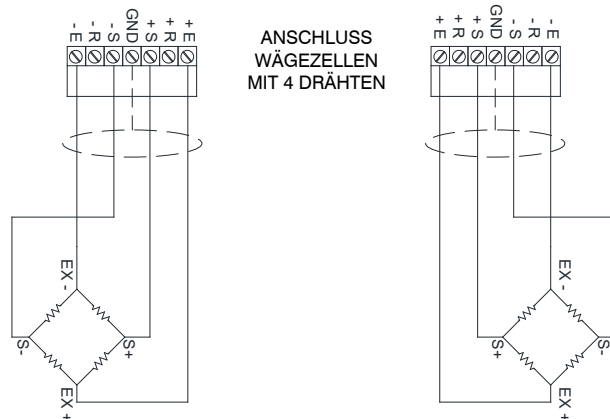 - E
- R
- S
GND
+ S
+ R
+ E
ANSCHLUSS
WÄGEZELLEN
MIT 4 DRÄHTEN
+ E
+ R
+ S
GND
- S
- R
- E
EX -
S-
S+
EX +
EX -
S+
S-
EX +